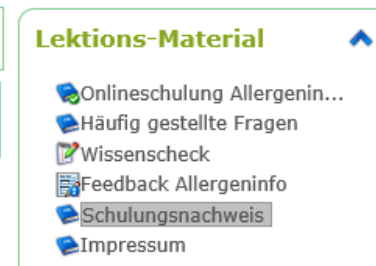 Lektions-Material
Onlineschulung Allergenin...
Häufig gestellte Fragen
Wissenscheck
Feedback Allergeninfo
Schulungsnachweis
Impressum